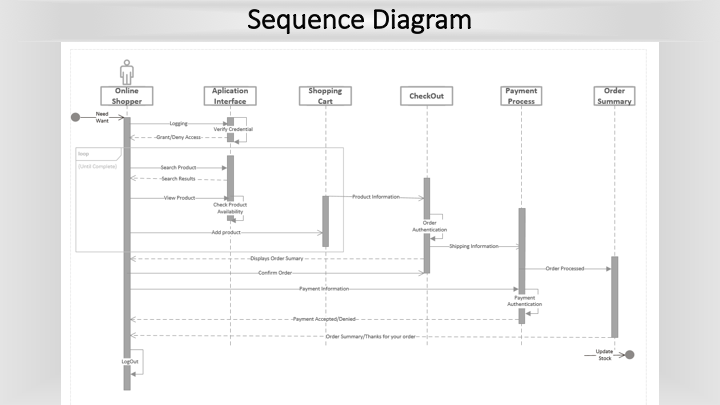 Sequence Diagram
Online
Shopper
Aplication
Interface
Shopping
Cart
CheckOut
Payment
Process
Order
Summary
Need
Want
Logging
Verify Credential
Grant/Deny Access
loop
[Until Complete]
Search Product
Search Results
View Product
Product Information
Check Product
Availability
Order
Authentication
Add product
Shipping Information
Displays Order Sumary
Order Processed
Confirm Order
Payment Information
Payment
Authentication
Payment Accepted/Denied
Order Summary/Thanks for your order
Update
Stock
LogOut